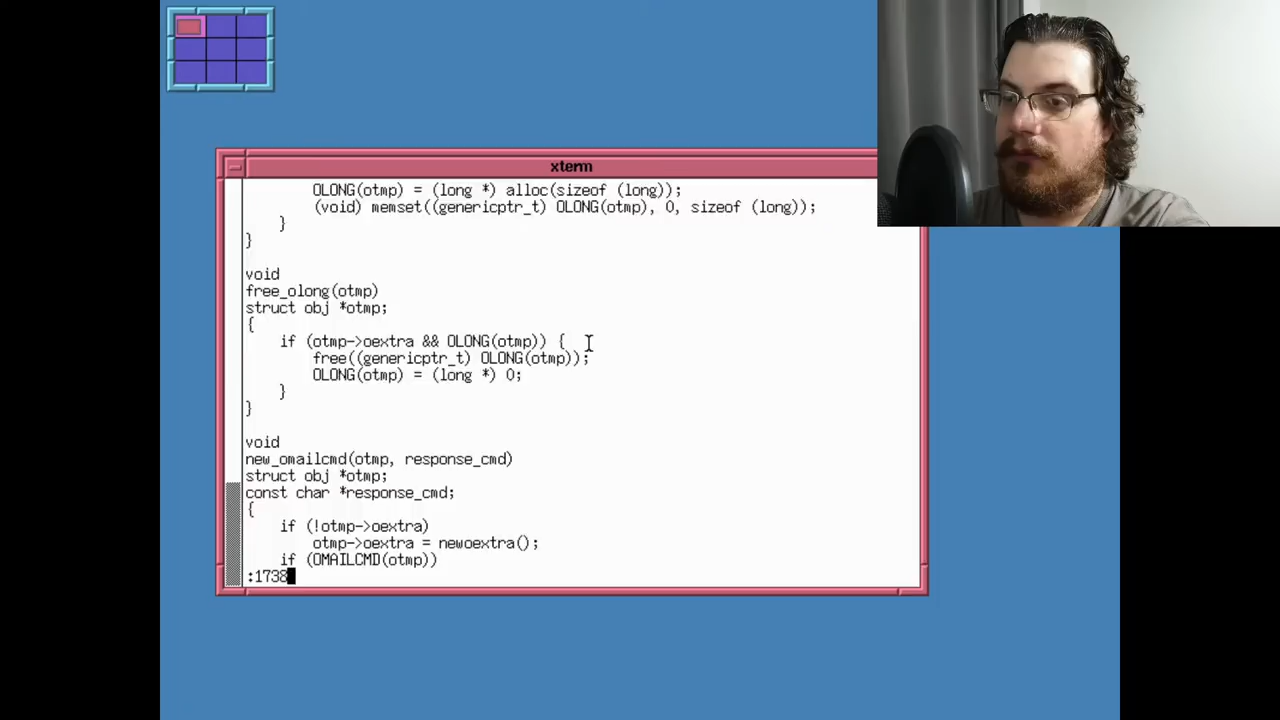 xterm
OLONG(otmp) = (long *) alloc(sizeof (long));
(void) memset((genericptr_t) OLONG(otmp), 0, sizeof (long));
}
}
void
free_olong(otmp)
struct obj *otmp;
{
if (otmp->oextra && OLONG(otmp)) {
free((genericptr_t) OLONG(otmp));
OLONG(otmp) = (long *) 0;
}
}
void
new_omailcmd(otmp, response_cmd)
struct obj *otmp;
const char *response_cmd;
{
if (!otmp->oextra)
otmp->oextra = newoextra();
if (OMAILCMD(otmp))
:1738